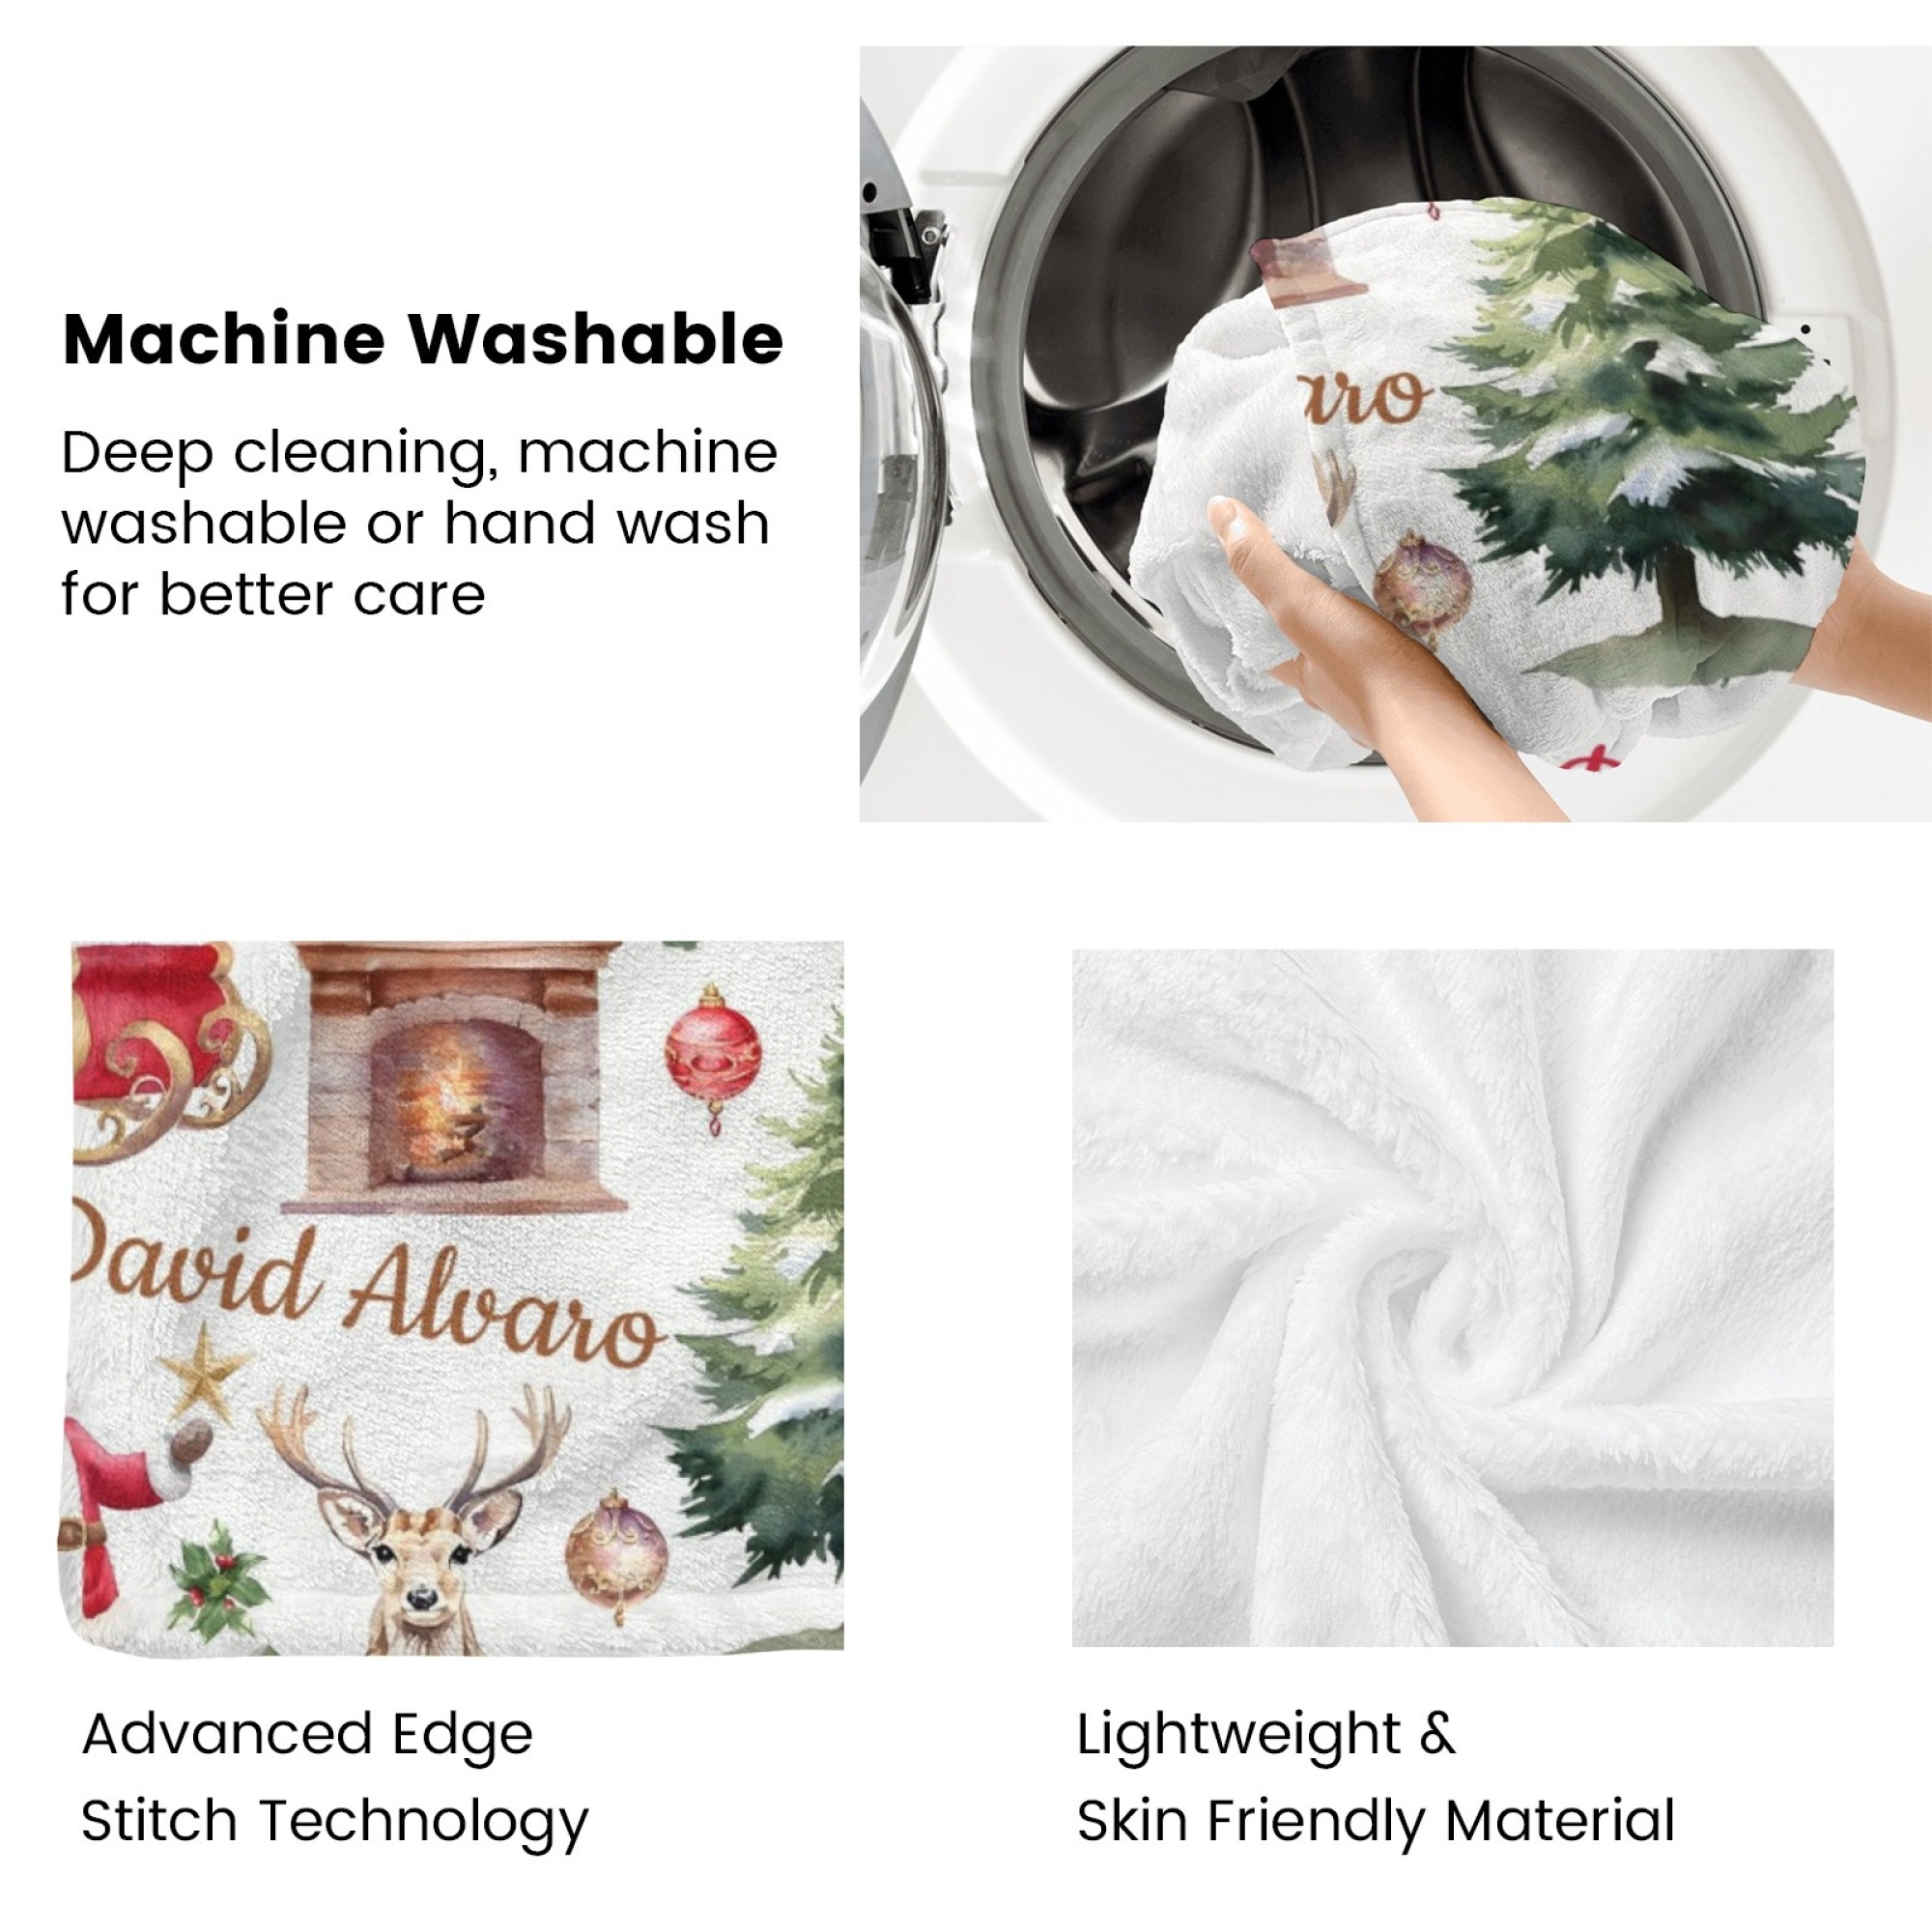 Machine Washable
Deep cleaning, machine
washable or hand wash
for better care
aro
David Alvaro
Advanced Edge
Stitch Technology
Lightweight &
Skin Friendly Material